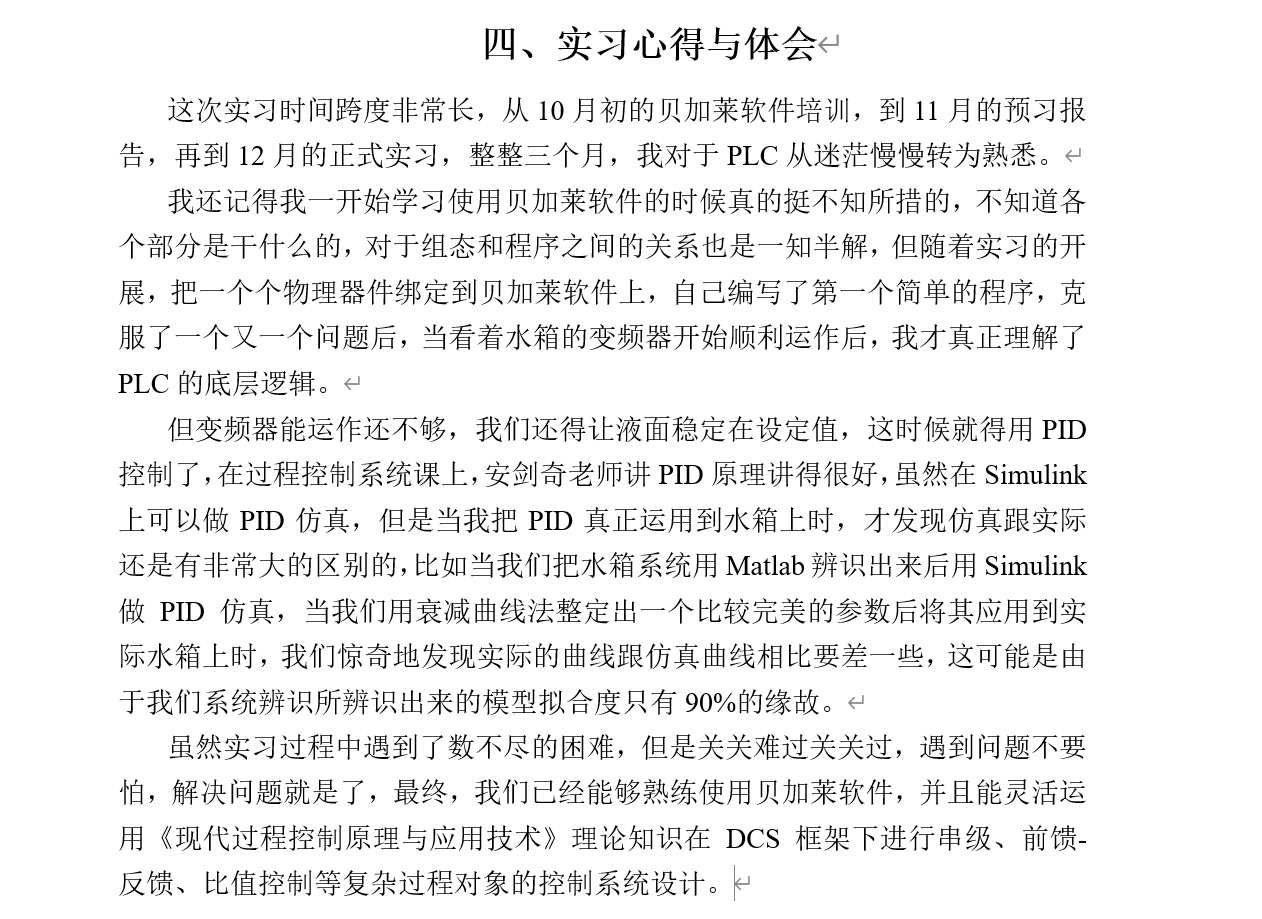 四、实习心得与体会
这次实习时间跨度非常长，从 10 月初的贝加莱软件培训，到 11 月的预习报
告，再到 12 月的正式实习，整整三个月，我对于 PLC 从迷茫慢慢转为熟悉。
我还记得我一开始学习使用贝加莱软件的时候真的挺不知所措的，不知道各
个部分是干什么的，对于组态和程序之间的关系也是一知半解，但随着实习的开
展，把一个个物理器件绑定到贝加莱软件上，自己编写了第一个简单的程序，克
服了一个又一个问题后，当看着水箱的变频器开始顺利运作后，我才真正理解了
PLC 的底层逻辑。
但变频器能运作还不够，我们还得让液面稳定在设定值，这时候就得用 PID
控制了，在过程控制系统课上，安剑奇老师讲 PID 原理讲得很好，虽然在 Simulink
上可以做 PID 仿真，但是当我把 PID 真正运用到水箱上时，才发现仿真跟实际
还是有非常大的区别的，比如当我们把水箱系统用 Matlab 辨识出来后用 Simulink
做 PID 仿真，当我们用衰减曲线法整定出一个比较完美的参数后将其应用到实
际水箱上时，我们惊奇地发现实际的曲线跟仿真曲线相比要差一些，这可能是由
于我们系统辨识所辨识出来的模型拟合度只有 90%的缘故。
虽然实习过程中遇到了数不尽的困难，但是关关难过关关过，遇到问题不要
怕，解决问题就是了，最终，我们已经能够熟练使用贝加莱软件，并且能灵活运
用《现代过程控制原理与应用技术》理论知识在 DCS 框架下进行串级、前馈-
反馈、比值控制等复杂过程对象的控制系统设计。